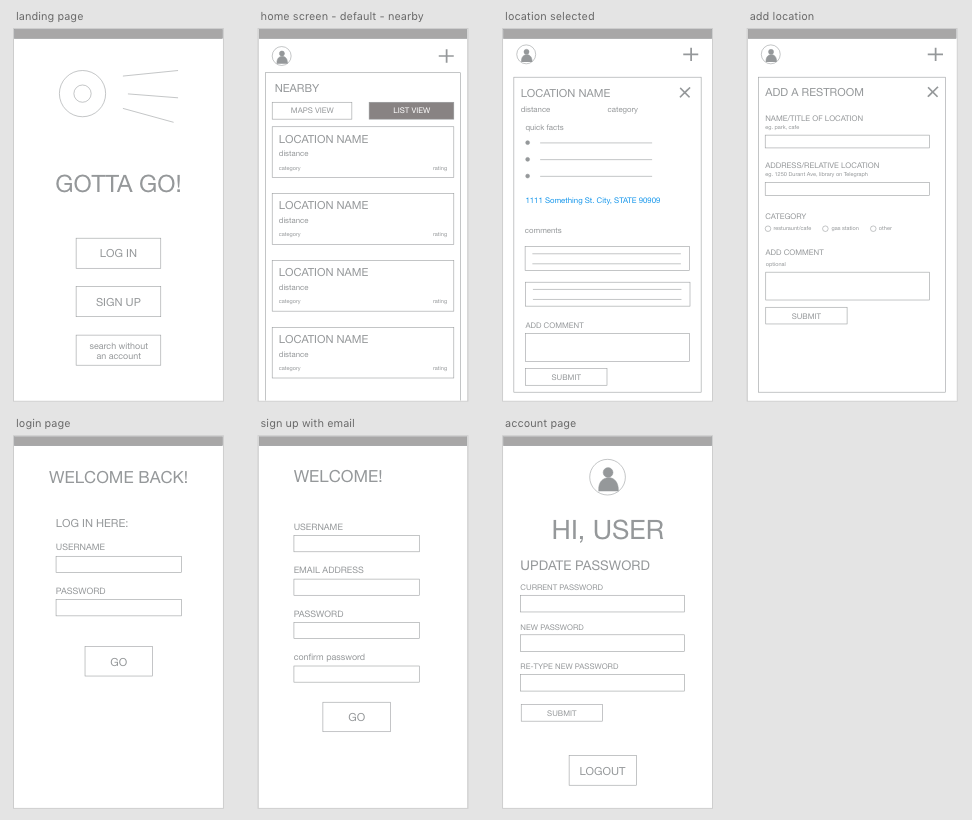 landing page
GOTTA GO!
LOG IN
SIGN UP
search without
an account
home screen - default - nearby
NEARBY
MAPS VIEW
LIST VIEW
LOCATION NAME
distance
category
rating
LOCATION NAME
distance
category
rating
LOCATION NAME
distance
category
rating
LOCATION NAME
distance
category
rating
location selected
LOCATION NAME
distance
category
quick facts
1111 Something St. City, STATE 90909
comments
ADD COMMENT
SUBMIT
add location
ADD A RESTROOM
NAME/TITLE OF LOCATION
eg. park, cafe
ADDRESS/RELATIVE LOCATION
eg. 1250 Durant Ave, library on Telegraph
CATEGORY
resturaunt/cafe
gas station
other
ADD COMMENT
optional
SUBMIT
login page
WELCOME BACK!
LOG IN HERE:
USERNAME
PASSWORD
GO
sign up with email
WELCOME!
USERNAME
EMAIL ADDRESS
PASSWORD
confirm password
GO
account page
HI, USER
UPDATE PASSWORD
CURRENT PASSWORD
NEW PASSWORD
RE-TYPE NEW PASSWORD
SUBMIT
LOGOUT